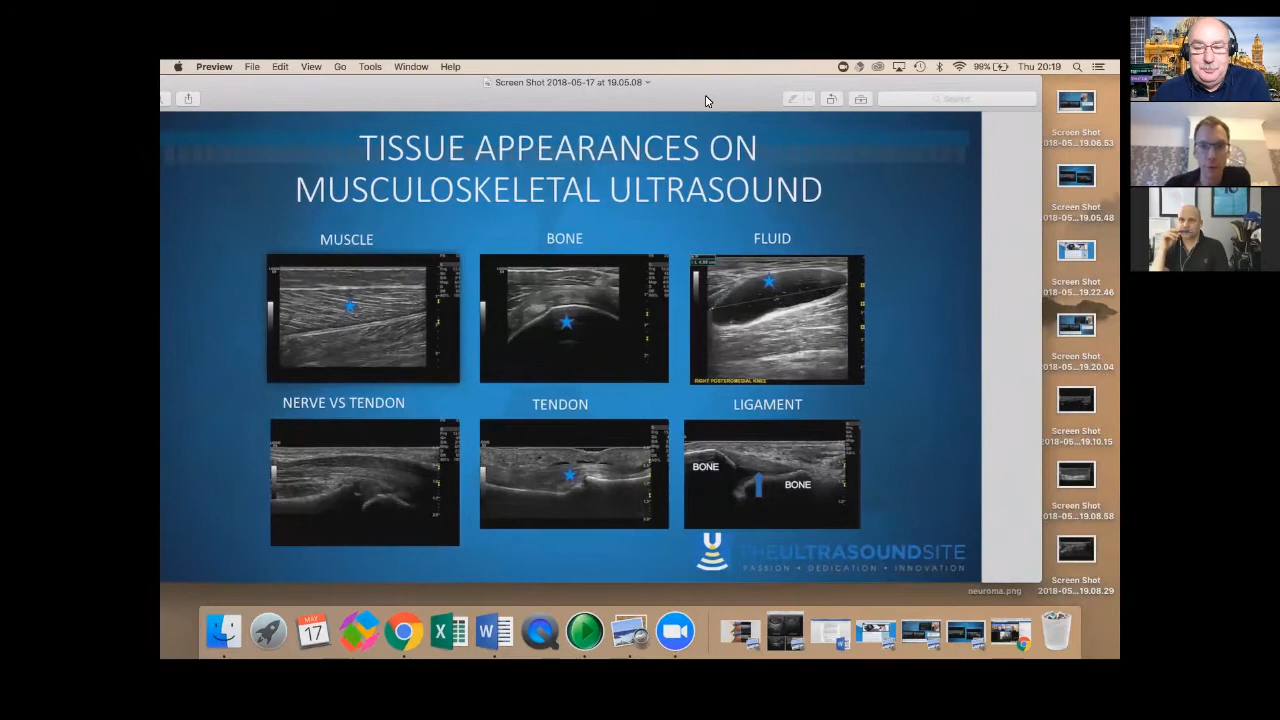 Preview File Edit View Go Tools Window Help
98% Thu 20:19
Screen Shot 2018-05-17 at 19.05.08
Search
TISSUE APPEARANCES ON
MUSCULOSKELETAL ULTRASOUND
MUSCLE
BONE
FLUID
RIGHT POSTEROMEDIAL KNEE
NERVE VS TENDON
TENDON
LIGAMENT
BONE
BONE
THEULTRASOUNDSITE
PASSION • DEDICATION • INNOVATION
Screen Shot
2018-05...19.06.53
Screen Shot
2018-05...19.05.48
Screen Shot
2018-05...19.22.46
Screen Shot
2018-05...19.20.04
Screen Shot
2018-05...19.10.15
Screen Shot
2018-05...19.08.58
Screen Shot
2018-05...19.08.29
neuroma.png
MAY
17